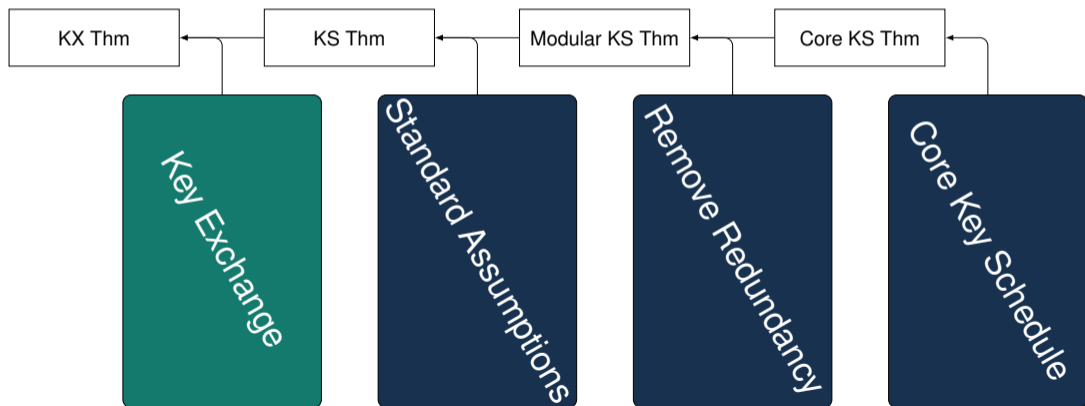 KX Thm
KS Thm
Modular KS Thm
Core KS Thm
Key Exchange
Standard Assumptions
Remove Redundancy
Core Key Schedule